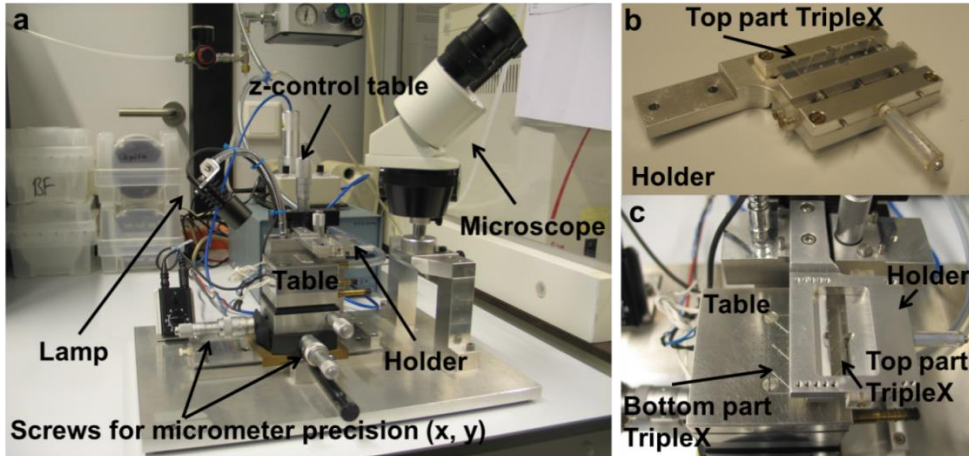 a
z-control table
BF
Microscope
Table
Lamp
Holder
Screws for micrometer precision (x, y)
b
Top part TripleX
Holder
c
Holder
Table
Top part
TripleX
Bottom part
TripleX